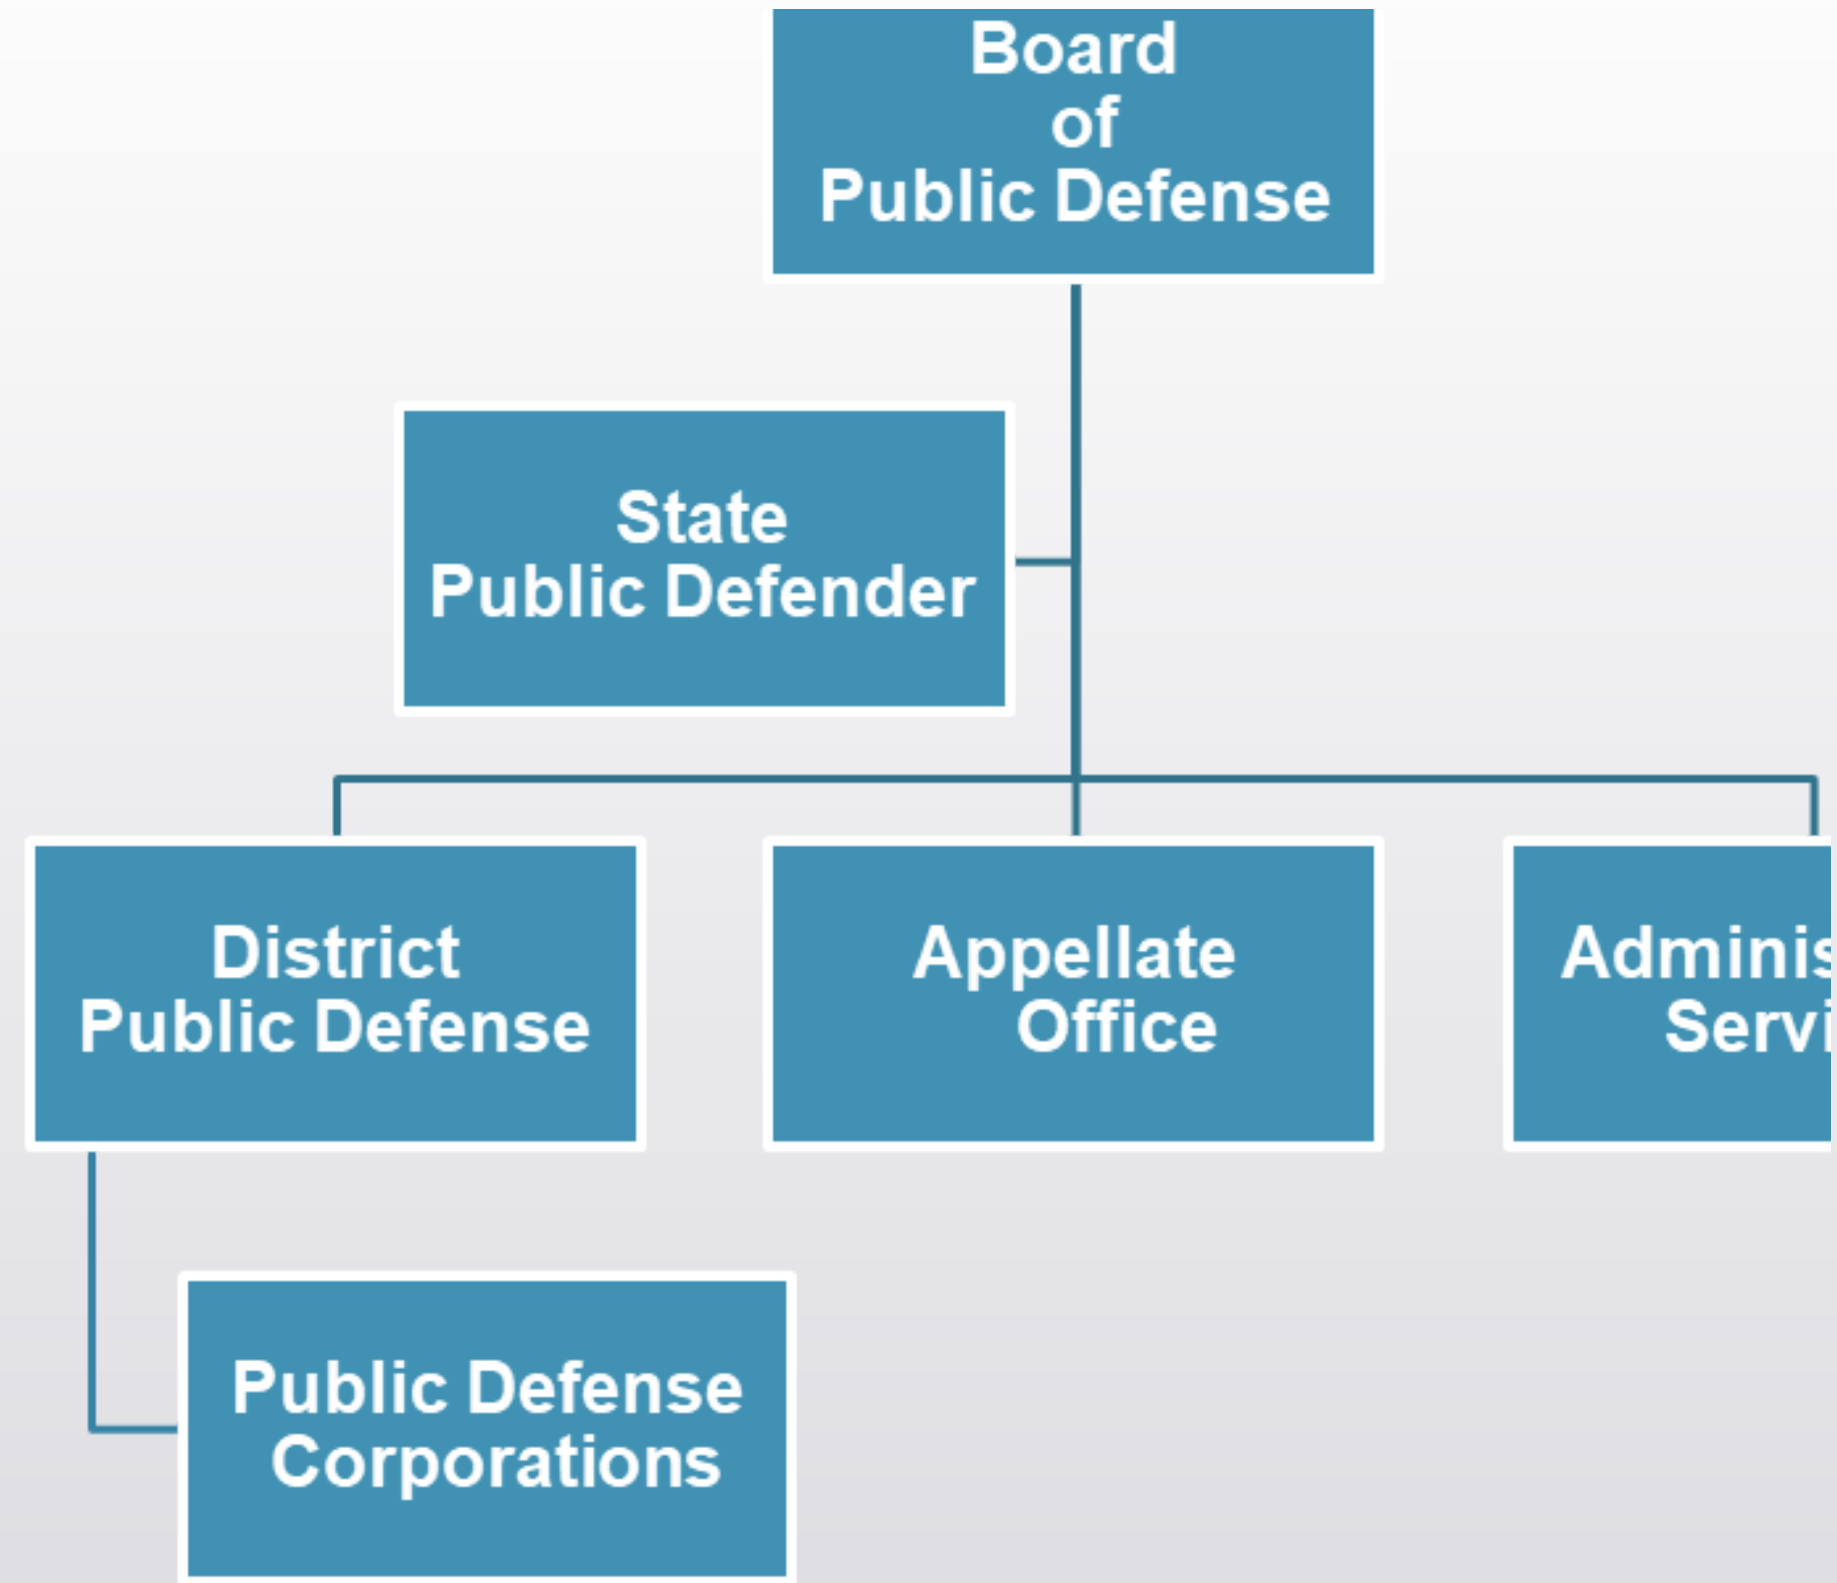 Board
of
Public Defense
State
Public Defender
District
Public Defense
Appellate
Office
Public Defense
Corporations